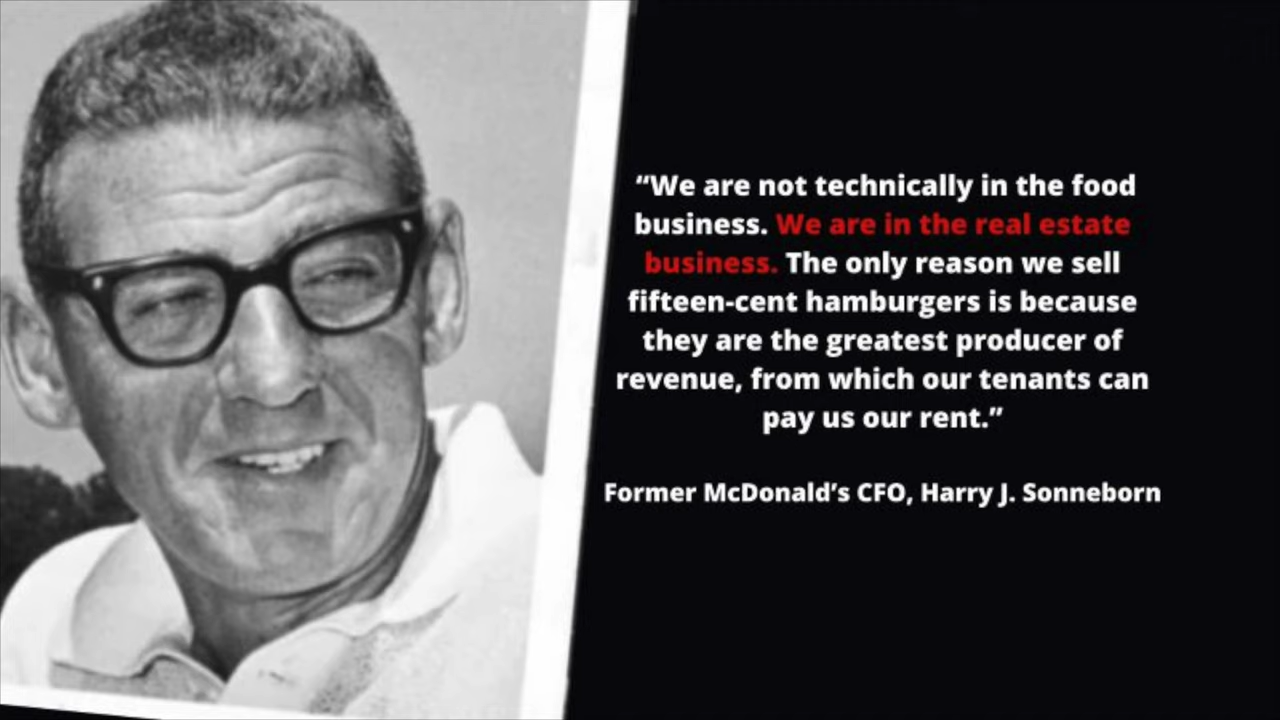 “We are not technically in the food
business. We are in the real estate
business. The only reason we sell
fifteen-cent hamburgers is because
they are the greatest producer of
revenue, from which our tenants can
pay us our rent.”
Former McDonald’s CFO, Harry J. Sonneborn